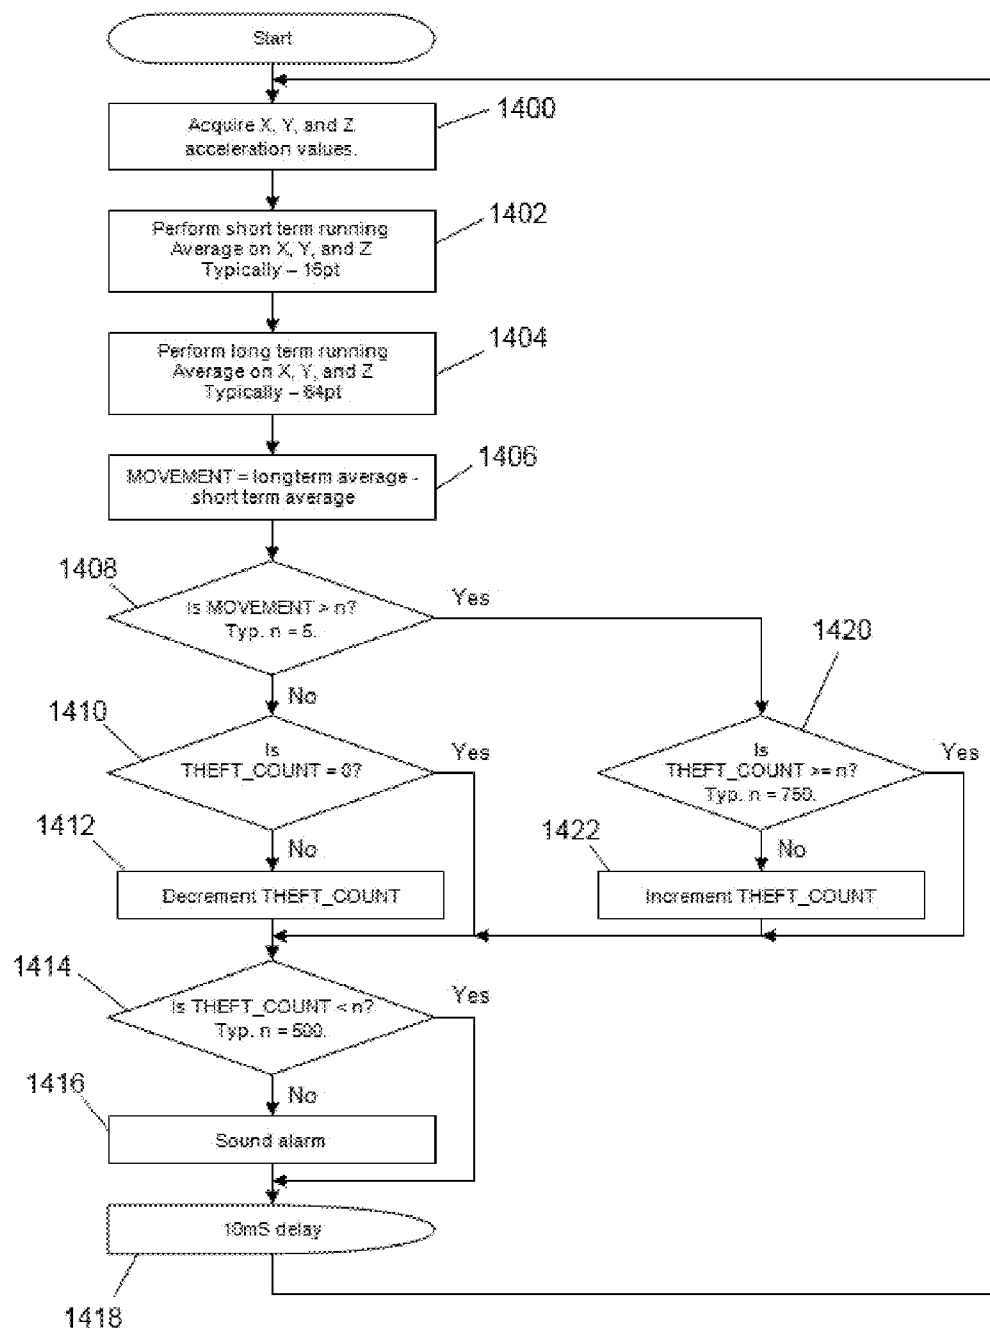 Start
1400
Acquire X, Y, and Z
acceleration values.
1402
Perform short term running
Average on X, Y, and Z
Typically – 16pt
1404
Perform long term running
Average on X, Y, and Z
Typically – 64pt
1406
MOVEMENT = longterm average -
short term average
1408
Is MOVEMENT > n?
Typ. n = 5.
Yes
No
1420
1410
Is
THEFT_COUNT = 0?
Yes
No
Is
THEFT_COUNT >= n?
Typ. n = 750.
Yes
No
1412
Decrement THEFT_COUNT
1422
Increment THEFT_COUNT
1414
Is THEFT_COUNT < n?
Typ. n = 500.
Yes
No
1416
Sound alarm
10mS delay
1418